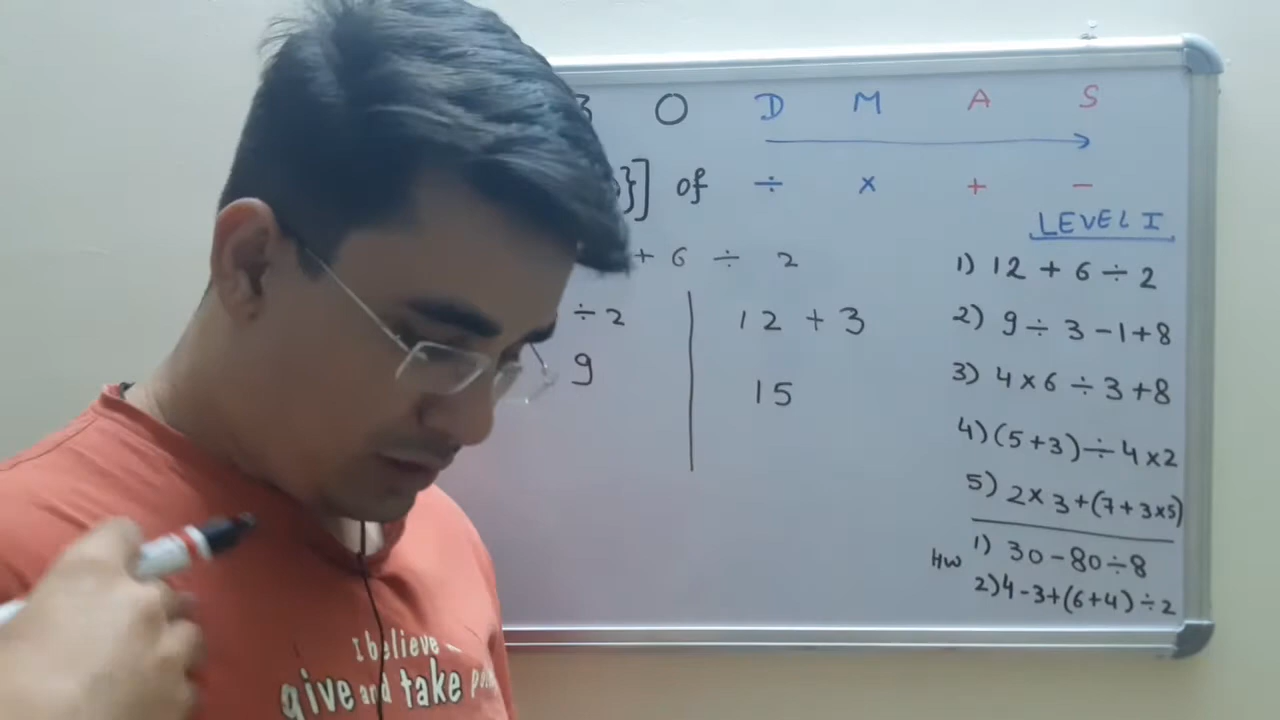 O D M A S
}] of ÷ × + −
LEVEL I
+ 6 ÷ 2
÷ 2
9
12 + 3
15
1) 12 + 6 ÷ 2
2) 9 ÷ 3 − 1 + 8
3) 4 × 6 ÷ 3 + 8
4) (5 + 3) ÷ 4 × 2
5) 2 × 3 + (7 + 3×5)
HW 1) 30 − 80 ÷ 8
2) 4 − 3 + (6 + 4) ÷ 2
I believe
give and take